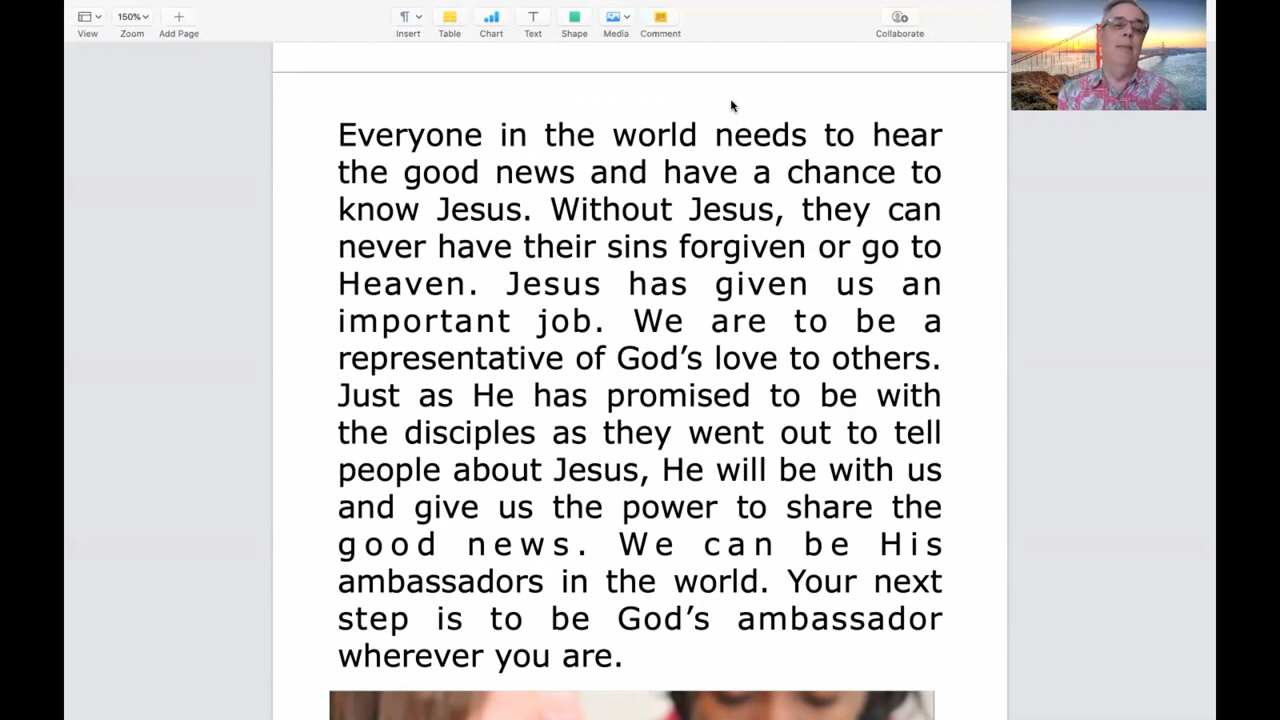 150%
View
Zoom
Add Page
Insert
Table
Chart
Text
Shape
Media
Comment
Collaborate
Everyone in the world needs to hear
the good news and have a chance to
know Jesus. Without Jesus, they can
never have their sins forgiven or go to
Heaven. Jesus has given us an
important job. We are to be a
representative of God’s love to others.
Just as He has promised to be with
the disciples as they went out to tell
people about Jesus, He will be with us
and give us the power to share the
good news. We can be His
ambassadors in the world. Your next
step is to be God’s ambassador
wherever you are.